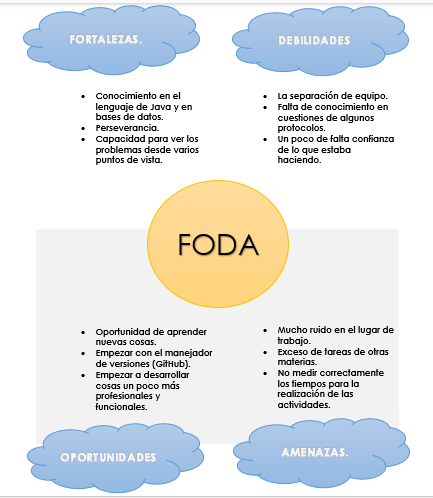 FORTALEZAS.
• Conocimiento en el
lenguaje de Java y en
bases de datos.
• Perseverancia.
• Capacidad para ver los
problemas desde varios
puntos de vista.
DEBILIDADES
• La separación de equipo.
• Falta de conocimiento en
cuestiones de algunos
protocolos.
• Un poco de falta confianza
de lo que estaba
haciendo.
FODA
• Oportunidad de aprender
nuevas cosas.
• Empezar con el manejador
de versiones (GitHub).
• Empezar a desarrollar
cosas un poco más
profesionales y
funcionales.
OPORTUNIDADES
• Mucho ruido en el lugar de
trabajo.
• Exceso de tareas de otras
materias.
• No medir correctamente
los tiempos para la
realización de las
actividades.
AMENAZAS.